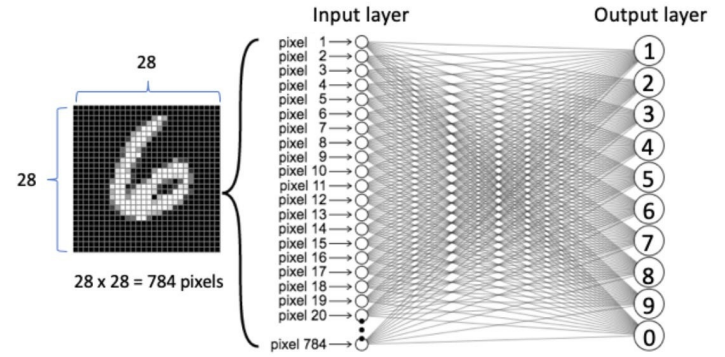 Input layer
Output layer
28
28
28 x 28 = 784 pixels
pixel 1
pixel 2
pixel 3
pixel 4
pixel 5
pixel 6
pixel 7
pixel 8
pixel 9
pixel 10
pixel 11
pixel 12
pixel 13
pixel 14
pixel 15
pixel 16
pixel 17
pixel 18
pixel 19
pixel 20
pixel 784
1
2
3
4
5
6
7
8
9
0
6